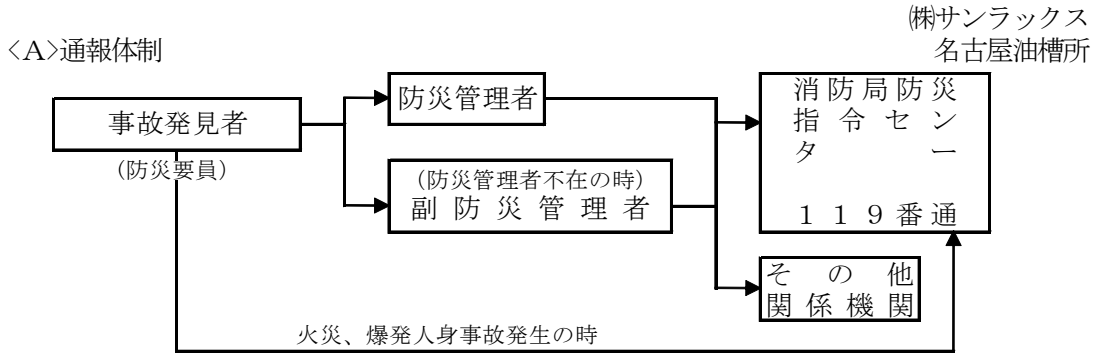 ㈱サンラックス
名古屋油槽所
<A>通報体制
事故発見者
(防災要員)
防災管理者
(防災管理者不在の時)
副防災管理者
消防局防災
指令セン
ター
119番通
その他
関係機関
火災、爆発人身事故発生の時